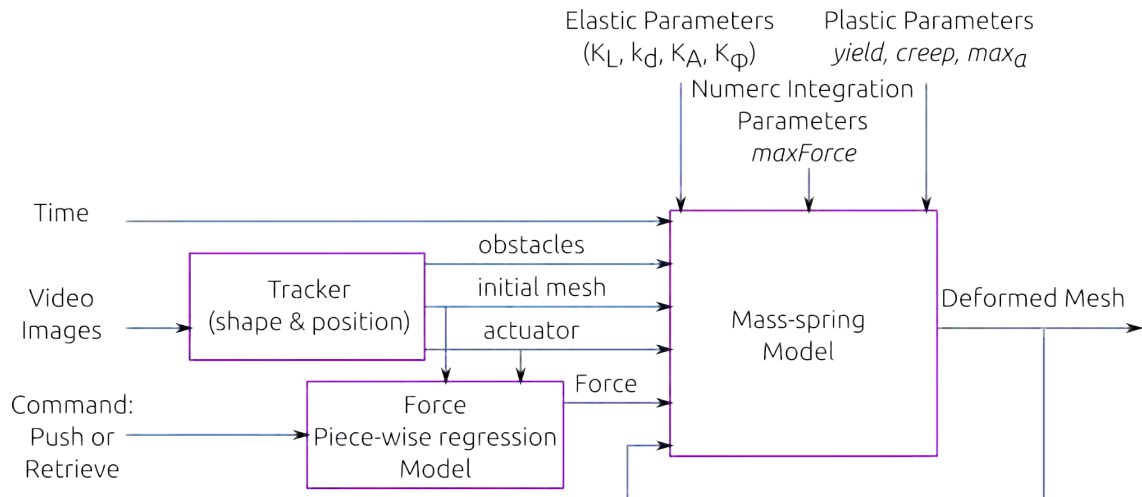 Elastic Parameters
(K_L, k_d, K_A, K_Φ)
Plastic Parameters
yield, creep, max_a
Numerc Integration
Parameters
maxForce
Time
obstacles
Tracker
(shape & position)
initial mesh
Video
Images
actuator
Mass-spring
Model
Deformed Mesh
Command:
Push or
Retrieve
Force
Piece-wise regression
Model
Force